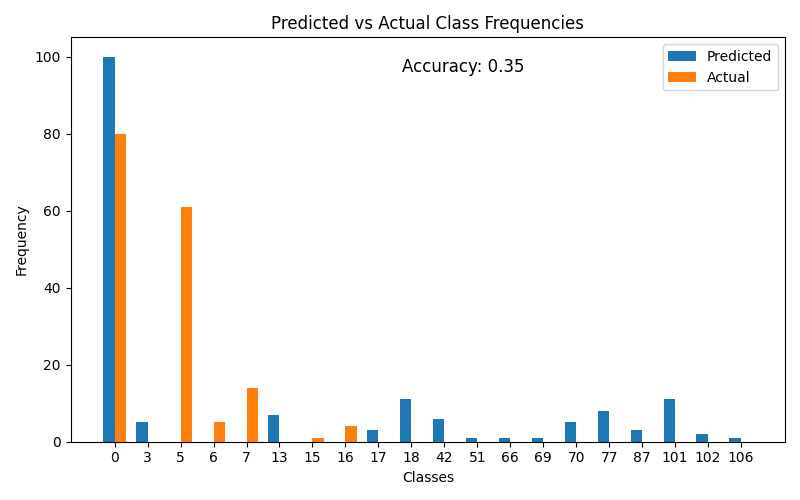 Predicted vs Actual Class Frequencies
Accuracy: 0.35
Predicted
Actual
Frequency
100
80
60
40
20
0
0 3 5 6 7 13 15 16 17 18 42 51 66 69 70 77 87 101 102 106
Classes